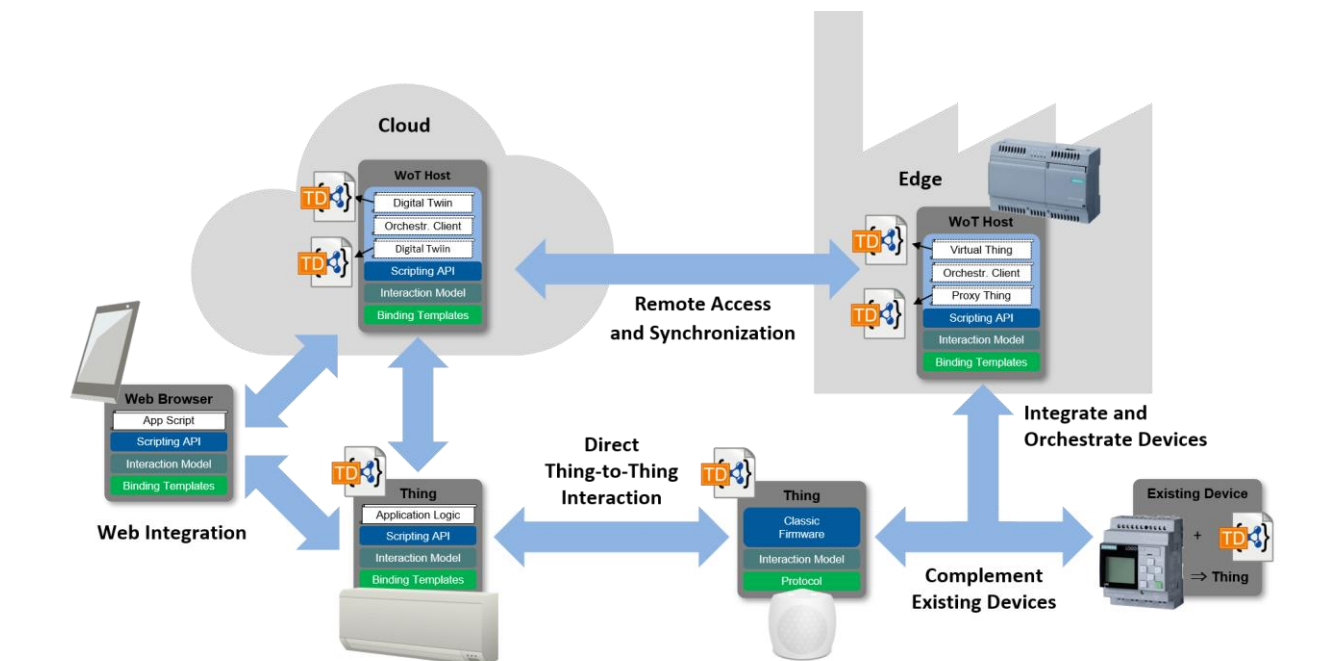 Cloud
WoT Host
TD
Digital Twiin
Orchestr. Client
TD
Digital Twiin
Scripting API
Interaction Model
Binding Templates
Edge
WoT Host
TD
Virtual Thing
Orchestr. Client
TD
Proxy Thing
Scripting API
Interaction Model
Binding Templates
Remote Access
and Synchronization
Web Browser
App Script
Scripting API
Interaction Model
Binding Templates
Web Integration
TD
Thing
Application Logic
Scripting API
Interaction Model
Binding Templates
Direct
Thing-to-Thing
Interaction
TD
Thing
Classic
Firmware
Interaction Model
Protocol
Integrate and
Orchestrate Devices
Complement
Existing Devices
Existing Device
+
TD
⇒ Thing